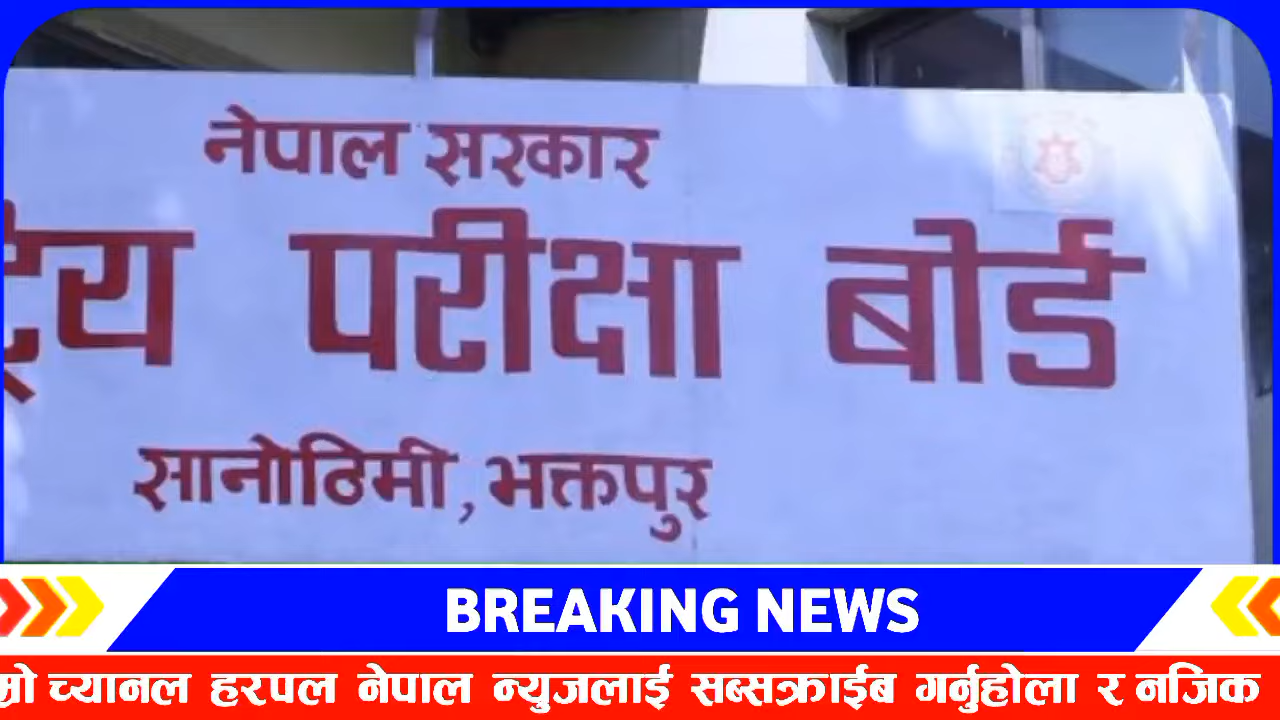 नेपाल सरकार
परीक्षा बोर्ड
सानोठिमी, भक्तपुर
BREAKING NEWS
च्यानल हरपल नेपाल न्युजलाई सब्सक्राईब गर्नुहोला र नजिक